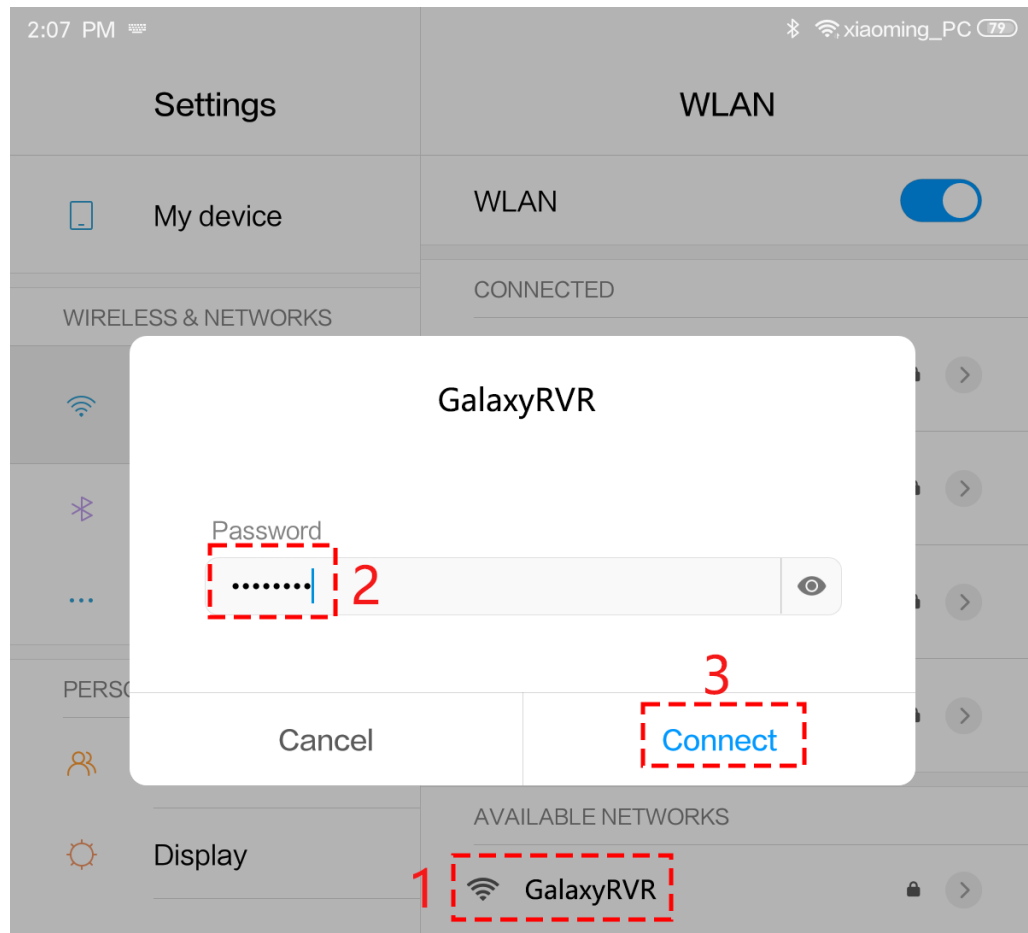 2:07 PM
xiaoming_PC 79
Settings
WLAN
My device
WLAN
CONNECTED
WIRELESS & NETWORKS
GalaxyRVR
Password
••••••••
2
3
PERSO
Cancel
Connect
AVAILABLE NETWORKS
Display
1
GalaxyRVR